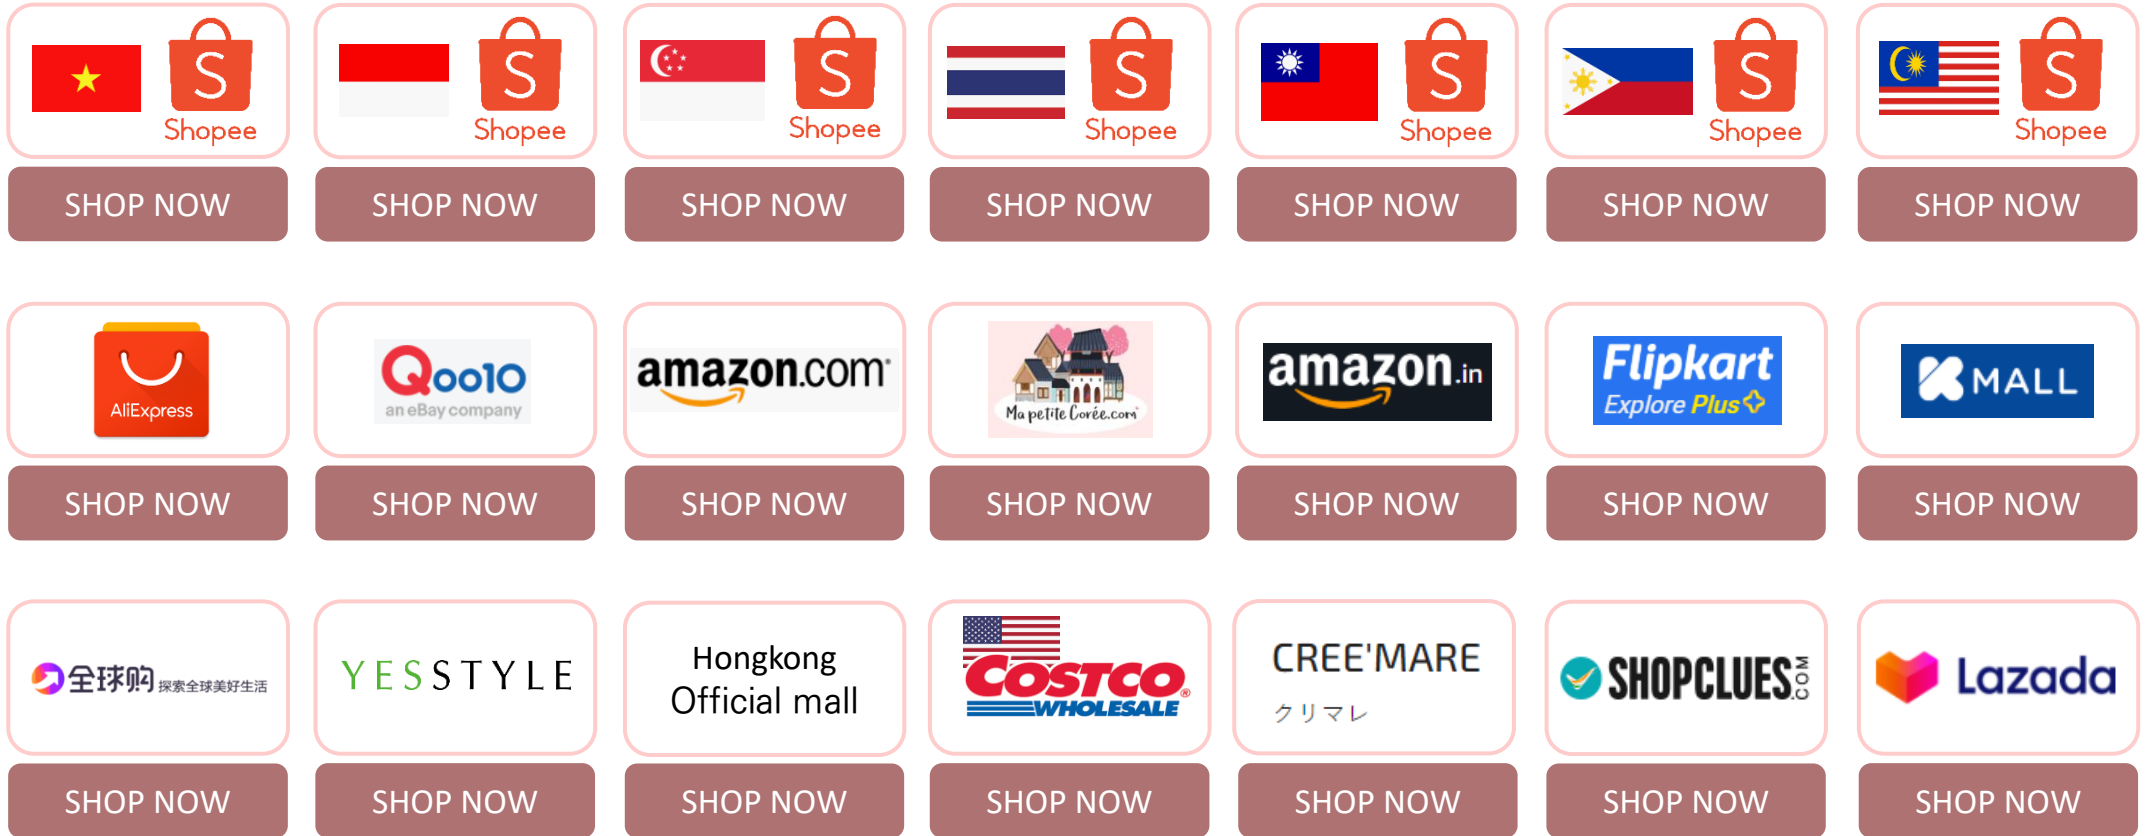 Shopee
Shopee
Shopee
Shopee
Shopee
Shopee
Shopee
SHOP NOW
SHOP NOW
SHOP NOW
SHOP NOW
SHOP NOW
SHOP NOW
SHOP NOW
AliExpress
Qoo10
an eBay company
amazon.com®
Ma petite Corée.com
amazon.in
Flipkart
Explore Plus
K MALL
SHOP NOW
SHOP NOW
SHOP NOW
SHOP NOW
SHOP NOW
SHOP NOW
SHOP NOW
全球购 探索全球美好生活
YESSTYLE
Hongkong
Official mall
COSTCO®
WHOLESALE
CREE'MARE
クリマレ
SHOPCLUES.COM
Lazada
SHOP NOW
SHOP NOW
SHOP NOW
SHOP NOW
SHOP NOW
SHOP NOW
SHOP NOW